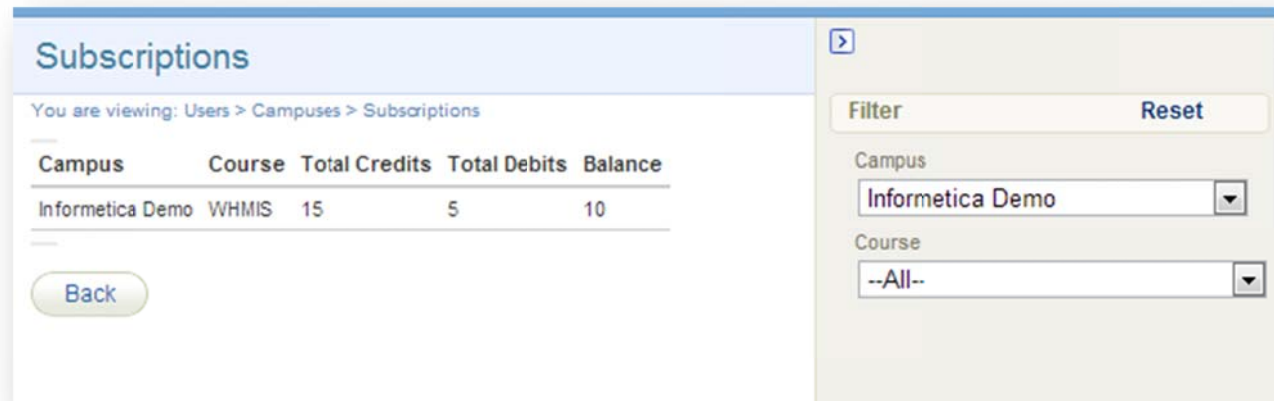 Subscriptions
You are viewing: Users > Campuses > Subscriptions
Campus Course Total Credits Total Debits Balance
Informetica Demo WHMIS 15 5 10
Back
Filter Reset
Campus
Informetica Demo
Course
--All--